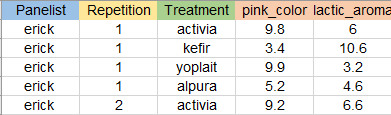 Panelist Repetition Treatment pink_color lactic_aroma
erick 1 activia 9.8 6
erick 1 kefir 3.4 10.6
erick 1 yoplait 9.9 3.2
erick 1 alpura 5.2 4.6
erick 2 activia 9.2 6.6